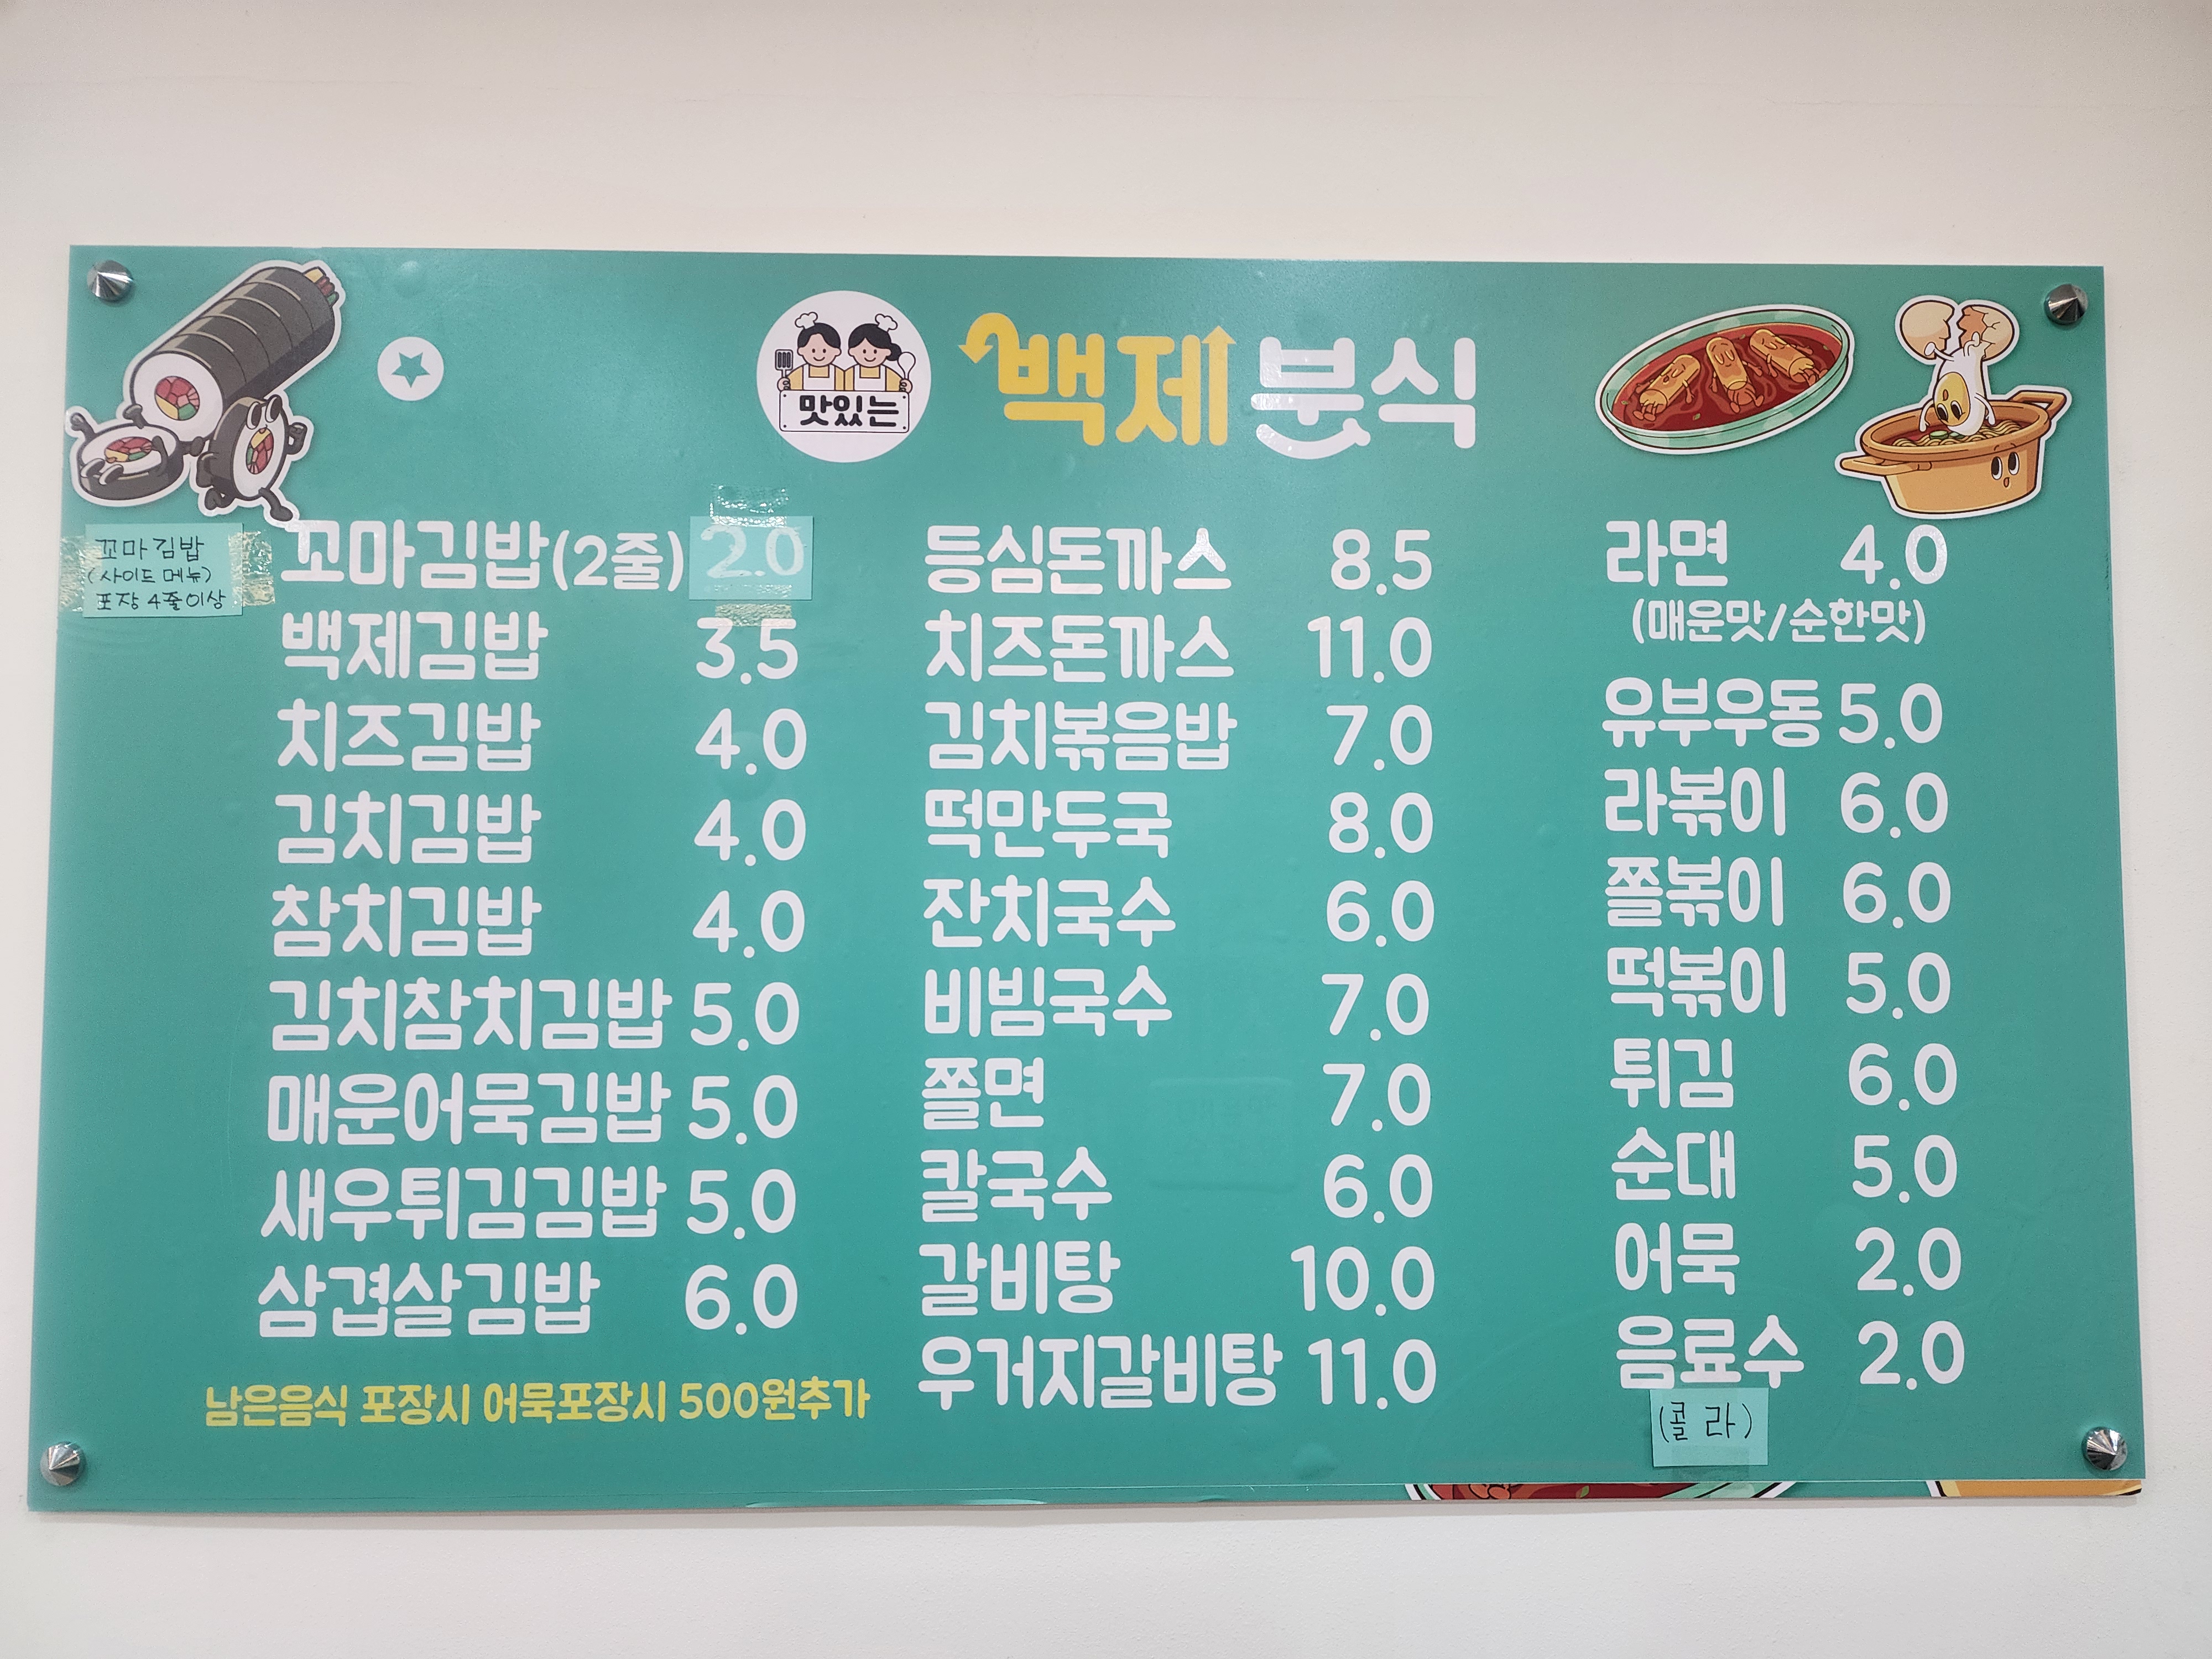 맛있는
백제분식
꼬마김밥
(사이드 메뉴)
포장 4줄이상
꼬마김밥(2줄) 2.0
백제김밥 3.5
치즈김밥 4.0
김치김밥 4.0
참치김밥 4.0
김치참치김밥 5.0
매운어묵김밥 5.0
새우튀김김밥 5.0
삼겹살김밥 6.0
남은음식 포장시 어묵포장시 500원추가
등심돈까스 8.5
치즈돈까스 11.0
김치볶음밥 7.0
떡만두국 8.0
잔치국수 6.0
비빔국수 7.0
쫄면 7.0
칼국수 6.0
갈비탕 10.0
우거지갈비탕 11.0
라면 4.0
(매운맛/순한맛)
유부우동 5.0
라볶이 6.0
쫄볶이 6.0
떡볶이 5.0
튀김 6.0
순대 5.0
어묵 2.0
음료수 2.0
(콜라)